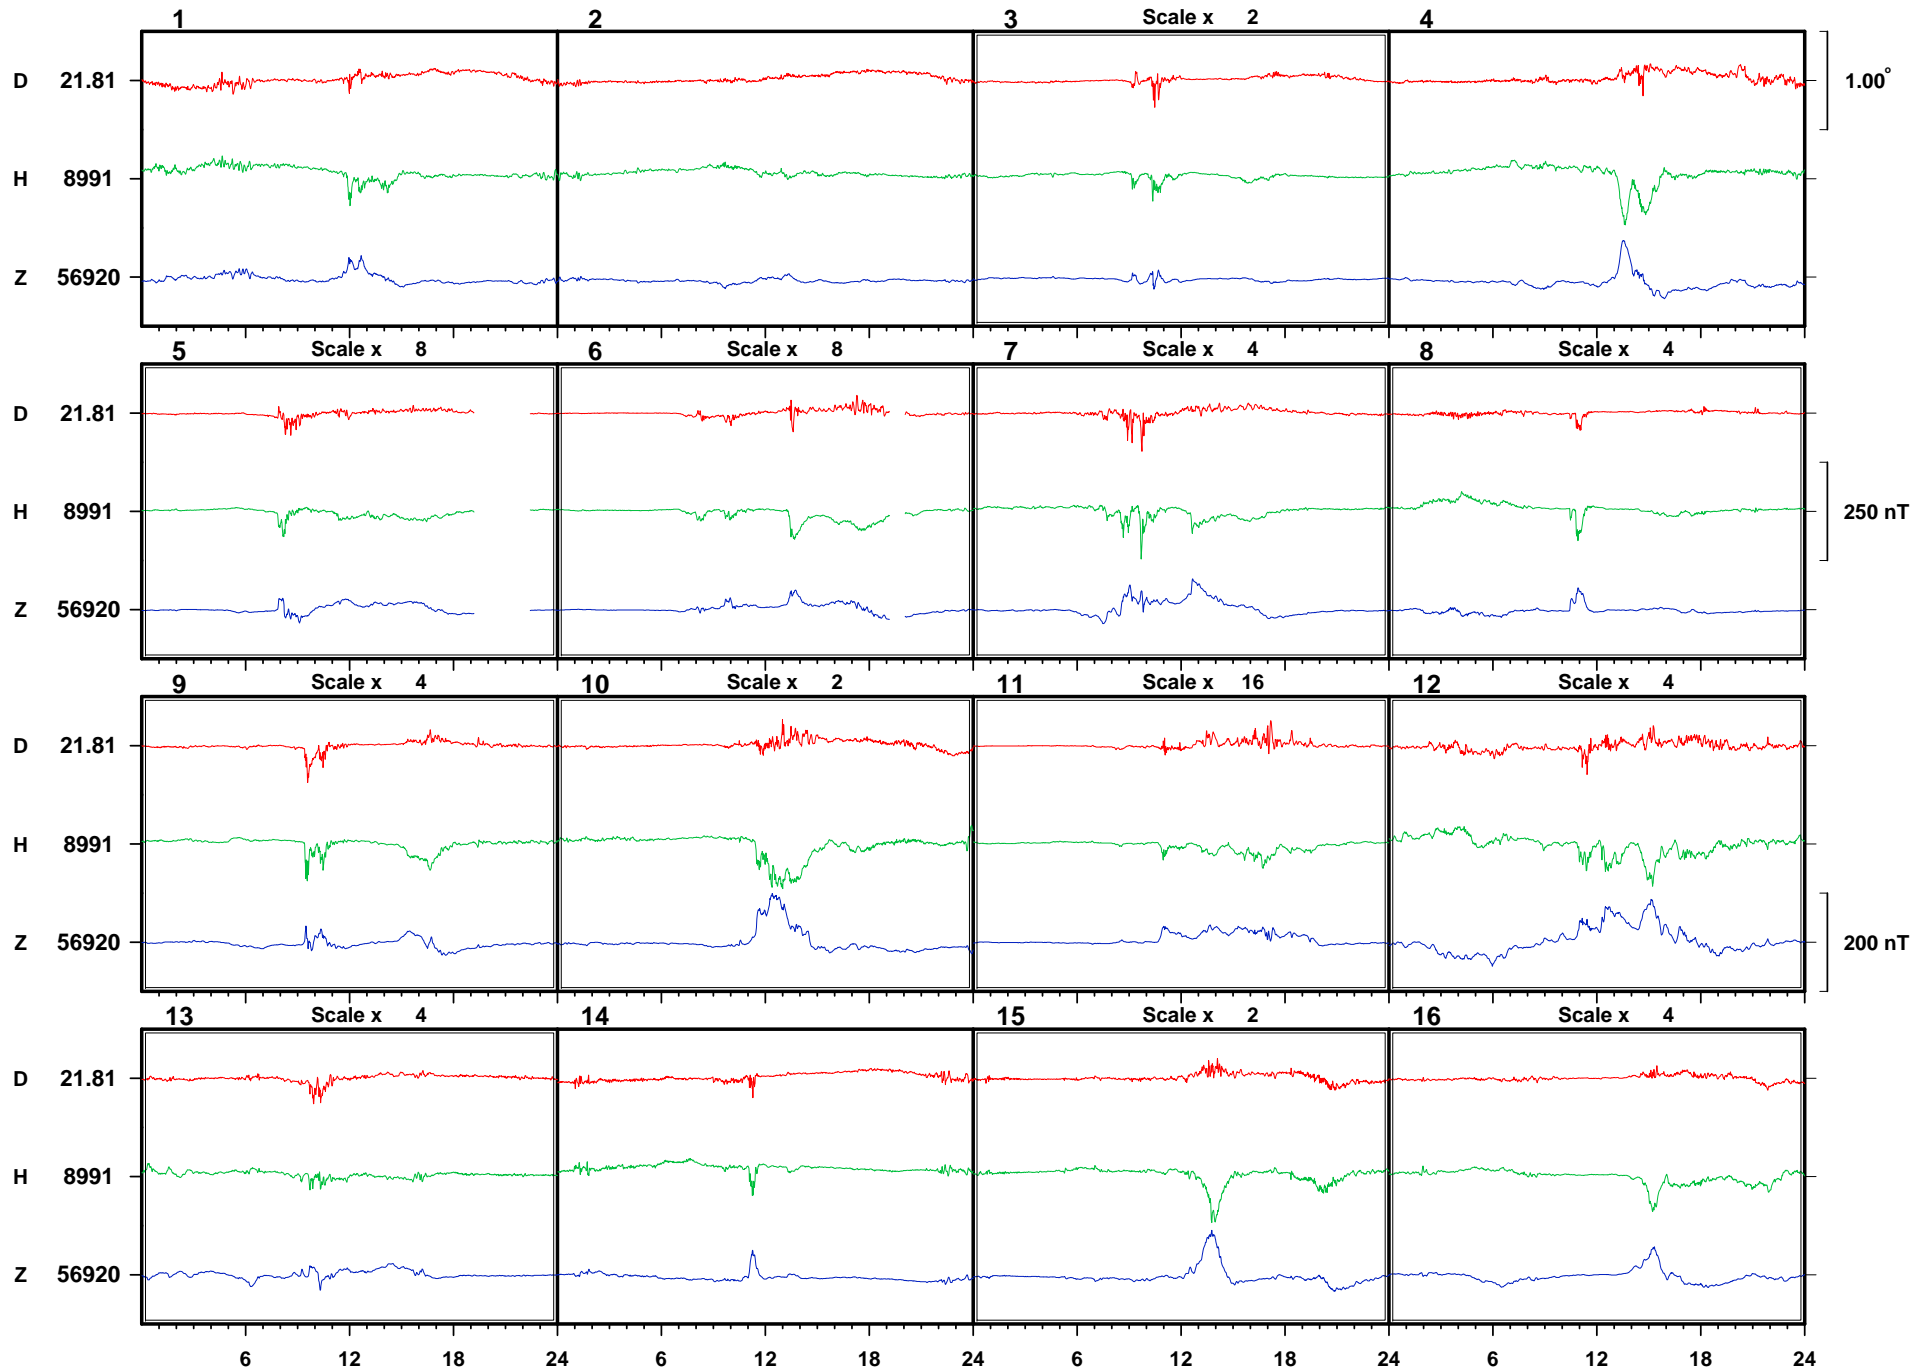 1 2 3 Scale x 2 4
D 21.81 1.00°
H 8991
Z 56920
5 Scale x 8 6 Scale x 8 7 Scale x 4 8 Scale x 4
D 21.81
H 8991 250 nT
Z 56920
9 Scale x 4 10 Scale x 2 11 Scale x 16 12 Scale x 4
D 21.81
H 8991
Z 56920 200 nT
13 Scale x 4 14 15 Scale x 2 16 Scale x 4
D 21.81
H 8991
Z 56920
6 12 18 24 6 12 18 24 6 12 18 24 6 12 18 24